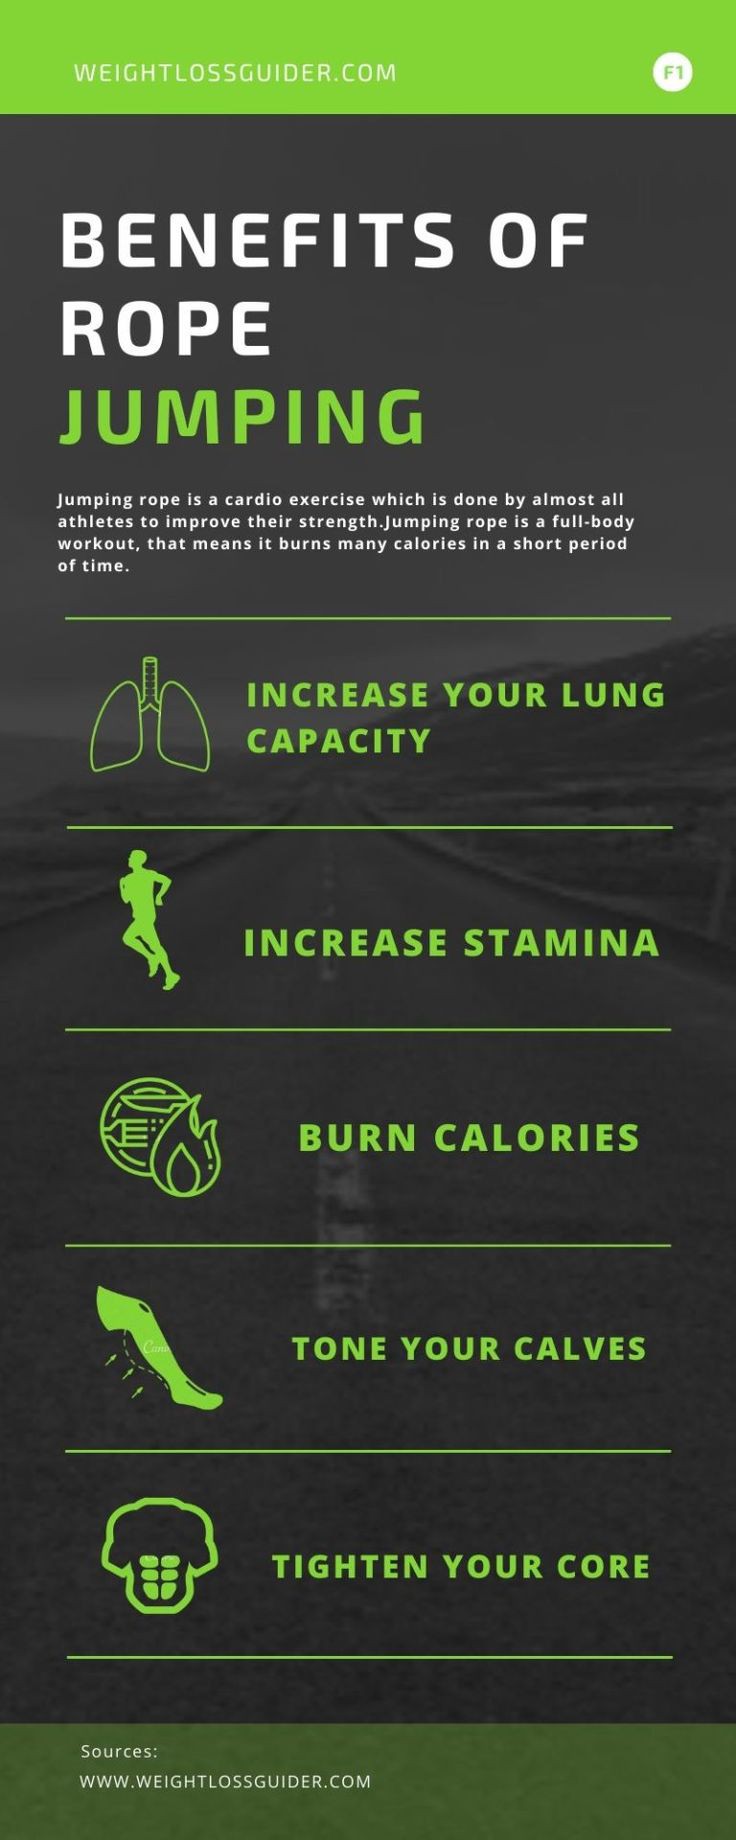 WEIGHTLOSSGUIDER.COM
F1
BENEFITS OF
ROPE
JUMPING
Jumping rope is a cardio exercise which is done by almost all
athletes to improve their strength.Jumping rope is a full-body
workout, that means it burns many calories in a short period
of time.
INCREASE YOUR LUNG
CAPACITY
INCREASE STAMINA
BURN CALORIES
TONE YOUR CALVES
TIGHTEN YOUR CORE
Sources:
WWW.WEIGHTLOSSGUIDER.COM